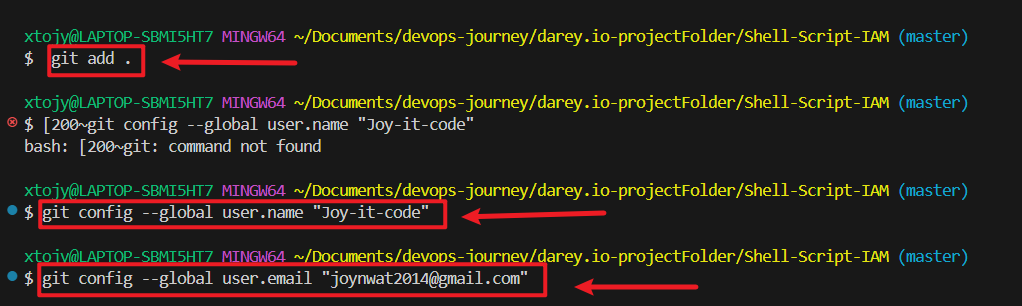 xtojy@LAPTOP-SBMI5HT7 MINGW64 ~/Documents/devops-journey/darey.io-projectFolder/Shell-Script-IAM (master)
$ git add .
xtojy@LAPTOP-SBMI5HT7 MINGW64 ~/Documents/devops-journey/darey.io-projectFolder/Shell-Script-IAM (master)
$ [200~git config --global user.name "Joy-it-code"
bash: [200~git: command not found
xtojy@LAPTOP-SBMI5HT7 MINGW64 ~/Documents/devops-journey/darey.io-projectFolder/Shell-Script-IAM (master)
$ git config --global user.name "Joy-it-code"
xtojy@LAPTOP-SBMI5HT7 MINGW64 ~/Documents/devops-journey/darey.io-projectFolder/Shell-Script-IAM (master)
$ git config --global user.email "joynwat2014@gmail.com"